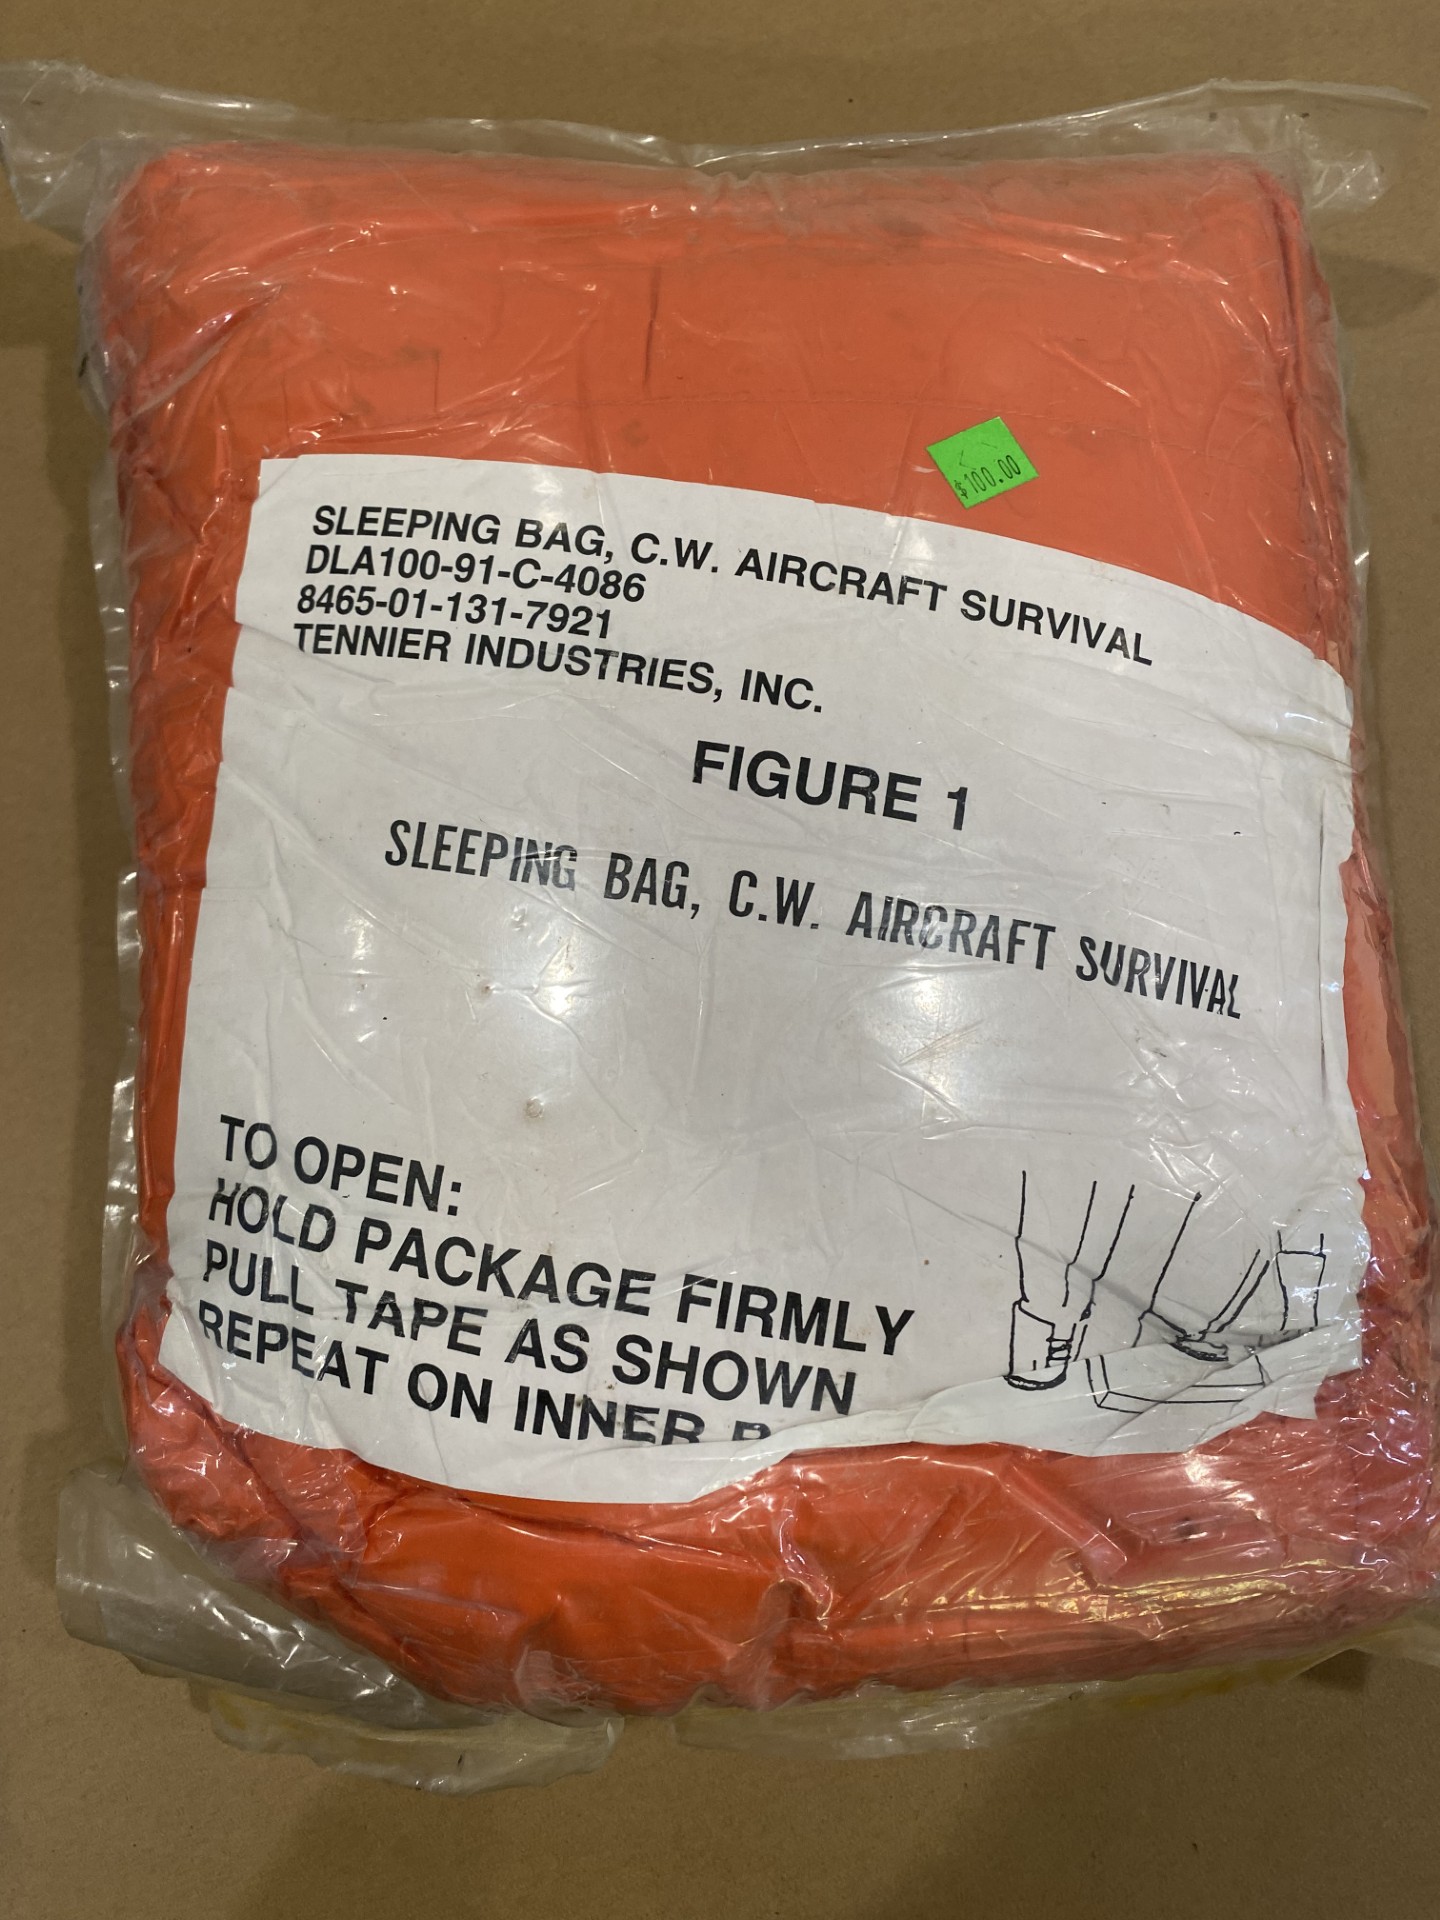 $100.00
SLEEPING BAG, C.W. AIRCRAFT SURVIVAL
DLA100-91-C-4086
8465-01-131-7921
TENNIER INDUSTRIES, INC.
FIGURE 1
SLEEPING BAG, C.W. AIRCRAFT SURVIVAL
TO OPEN:
HOLD PACKAGE FIRMLY
PULL TAPE AS SHOWN
REPEAT ON INNER